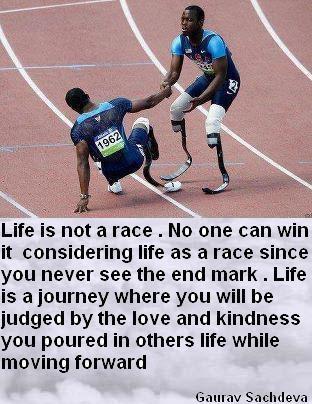 1962
Life is not a race . No one can win
it considering life as a race since
you never see the end mark . Life
is a journey where you will be
judged by the love and kindness
you poured in others life while
moving forward
Gaurav Sachdeva